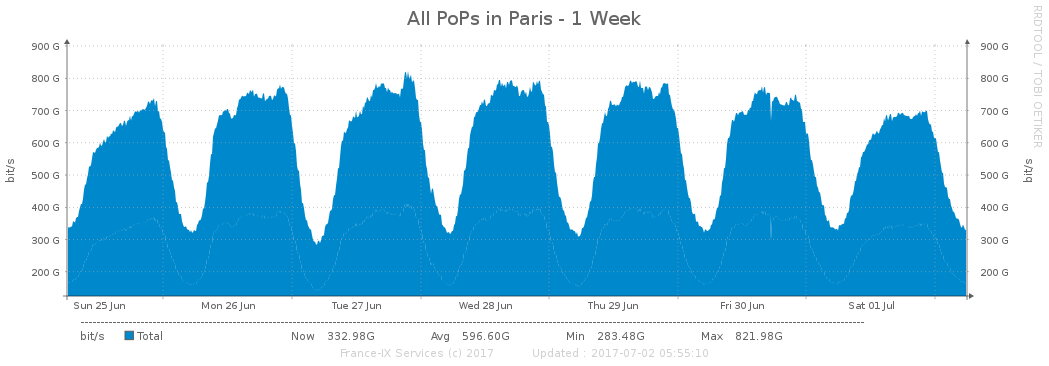 All PoPs in Paris - 1 Week
RRDTOOL / TOBI OETIKER
bit/s
900 G
800 G
700 G
600 G
500 G
400 G
300 G
200 G
900 G
800 G
700 G
600 G
500 G
400 G
300 G
200 G
bit/s
Sun 25 Jun Mon 26 Jun Tue 27 Jun Wed 28 Jun Thu 29 Jun Fri 30 Jun Sat 01 Jul
bit/s Total Now 332.98G Avg 596.60G Min 283.48G Max 821.98G
France-IX Services (c) 2017 Updated : 2017-07-02 05:55:10